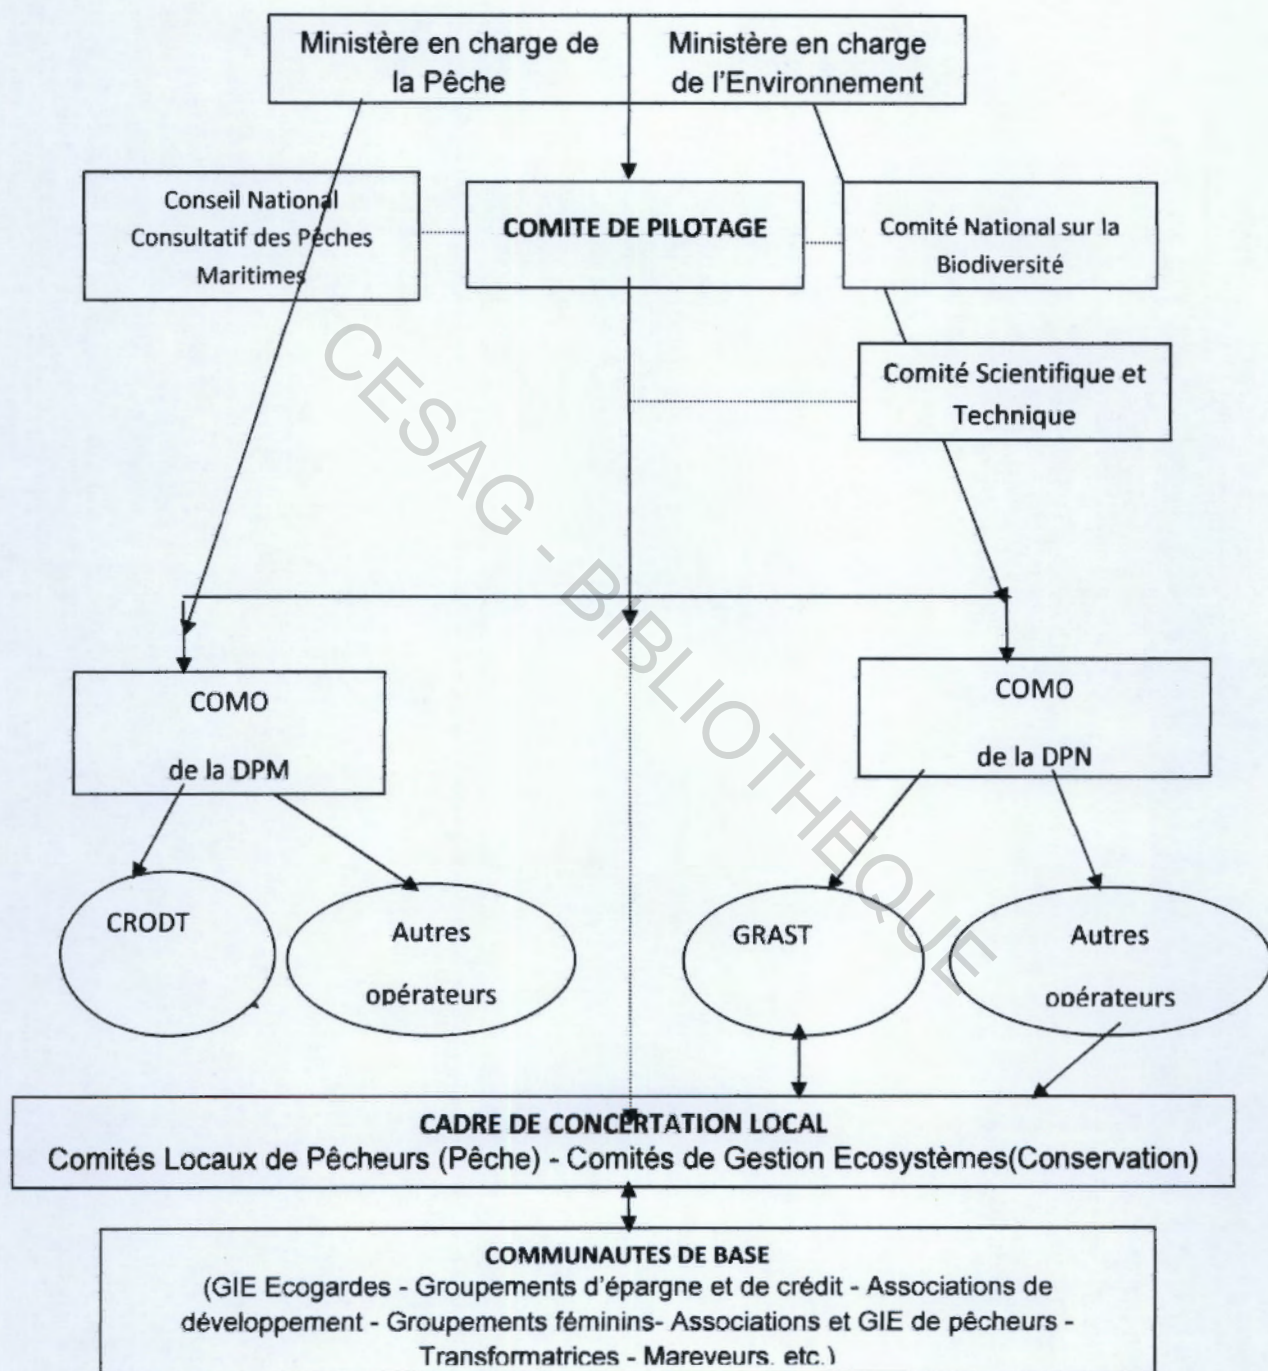 Ministère en charge de
la Pêche
Ministère en charge
de l'Environnement
Conseil National
Consultatif des Pêches
Maritimes
COMITE DE PILOTAGE
Comité National sur la
Biodiversité
Comité Scientifique et
Technique
CESAG - BIBLIOTHEQUE
COMO
de la DPM
COMO
de la DPN
CRODT
Autres
opérateurs
GRAST
Autres
opérateurs
CADRE DE CONCERTATION LOCAL
Comités Locaux de Pêcheurs (Pêche) - Comités de Gestion Ecosystèmes(Conservation)
COMMUNAUTES DE BASE
(GIE Ecogardes - Groupements d'épargne et de crédit - Associations de
développement - Groupements féminins- Associations et GIE de pêcheurs -
Transformatrices - Mareyeurs, etc.)